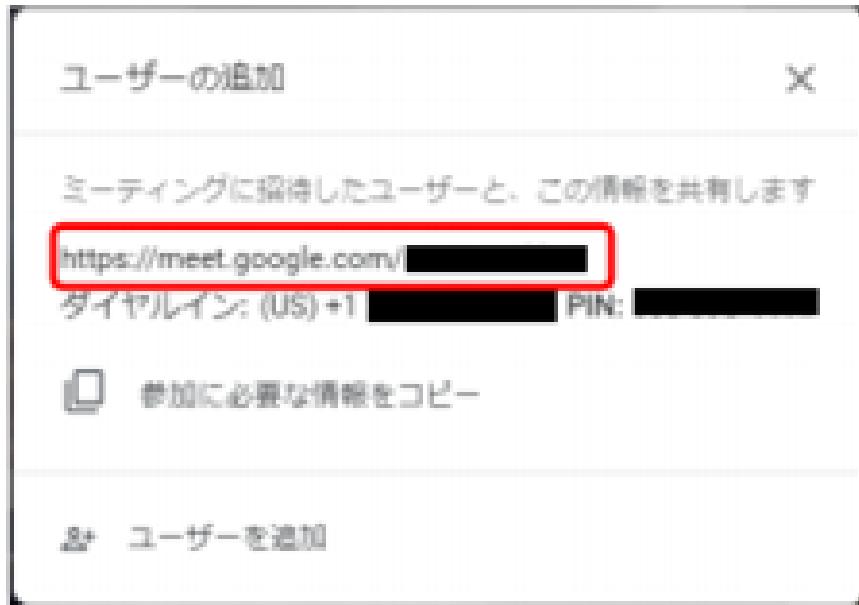 ユーザーの追加
ミーティングに招待したユーザーと、この情報を共有します
https://meet.google.com/
ダイヤルイン: (US) +1 PIN:
参加に必要な情報をコピー
ユーザーを追加